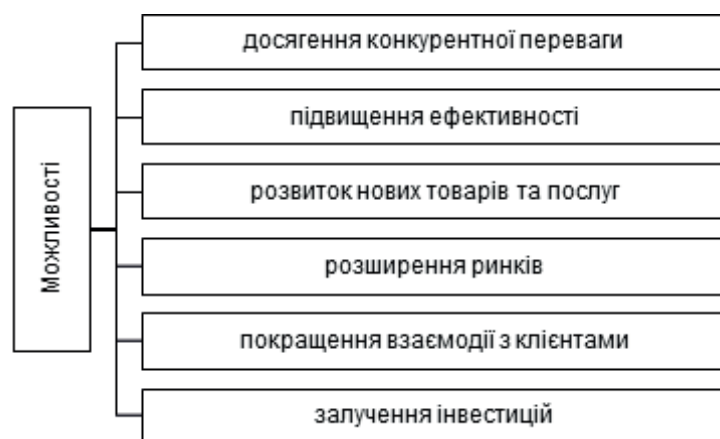 Можливості
досягення конкурентної переваги
підвищення ефективності
розвиток нових товарів та послуг
розширення ринків
покращення взаємодії з клієнтами
залучення інвестицій